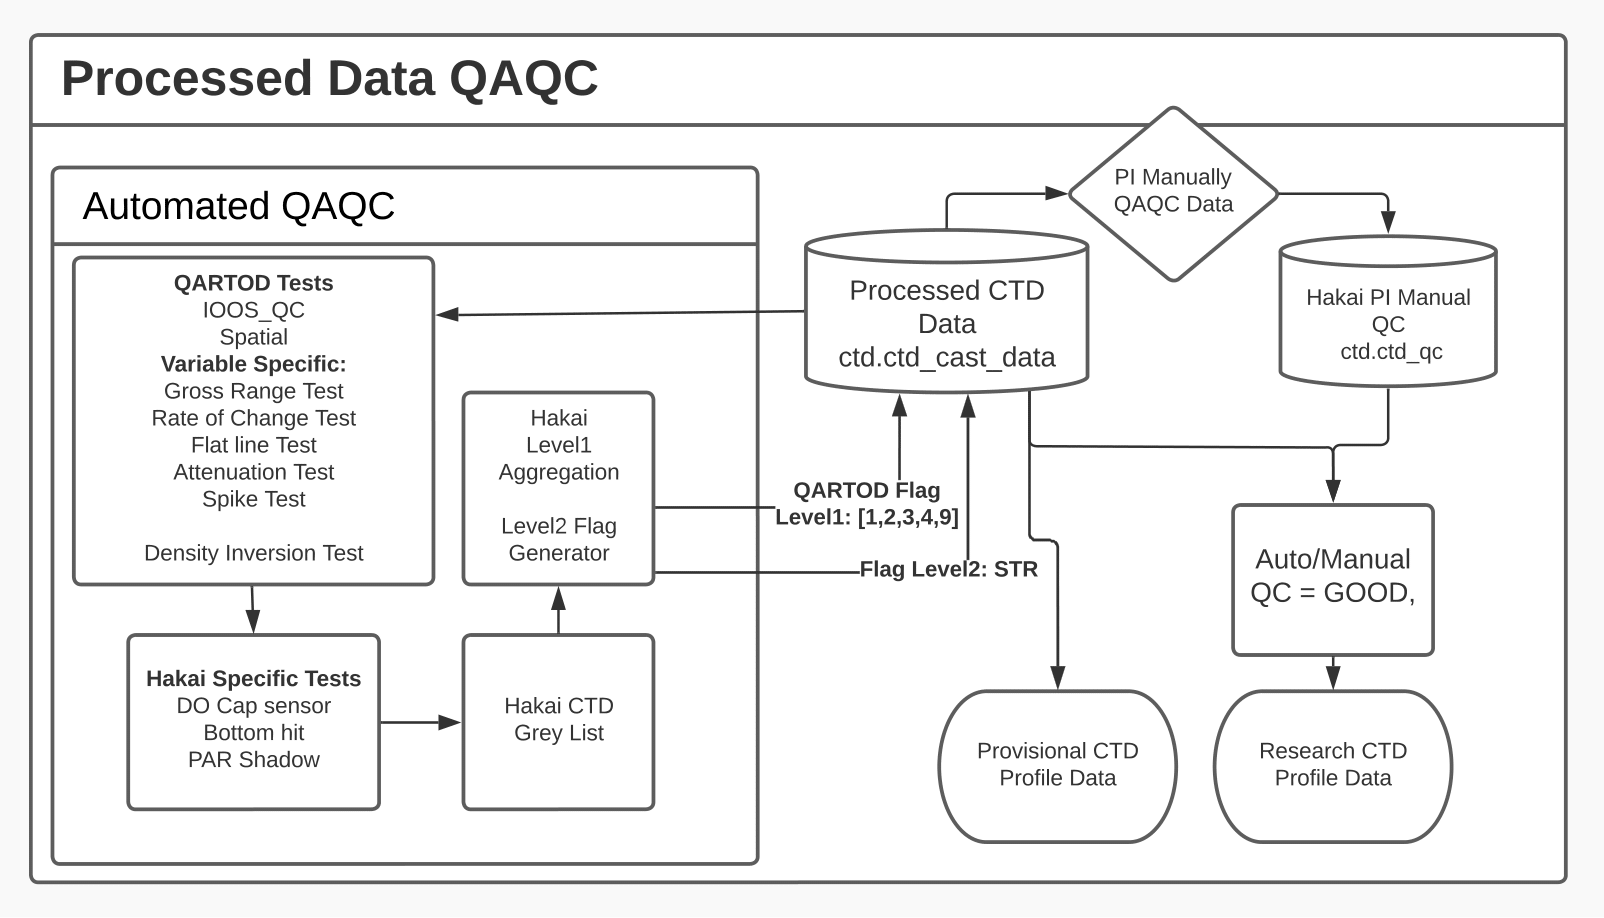 Processed Data QAQC
Automated QAQC
QARTOD Tests
IOOS_QC
Spatial
Variable Specific:
Gross Range Test
Rate of Change Test
Flat line Test
Attenuation Test
Spike Test
Density Inversion Test
Hakai Specific Tests
DO Cap sensor
Bottom hit
PAR Shadow
Hakai CTD
Grey List
Hakai
Level1
Aggregation
Level2 Flag
Generator
QARTOD Flag
Level1: [1,2,3,4,9]
Flag Level2: STR
Processed CTD
Data
ctd.ctd_cast_data
PI Manually
QAQC Data
Hakai PI Manual
QC
ctd.ctd_qc
Auto/Manual
QC = GOOD,
Provisional CTD
Profile Data
Research CTD
Profile Data